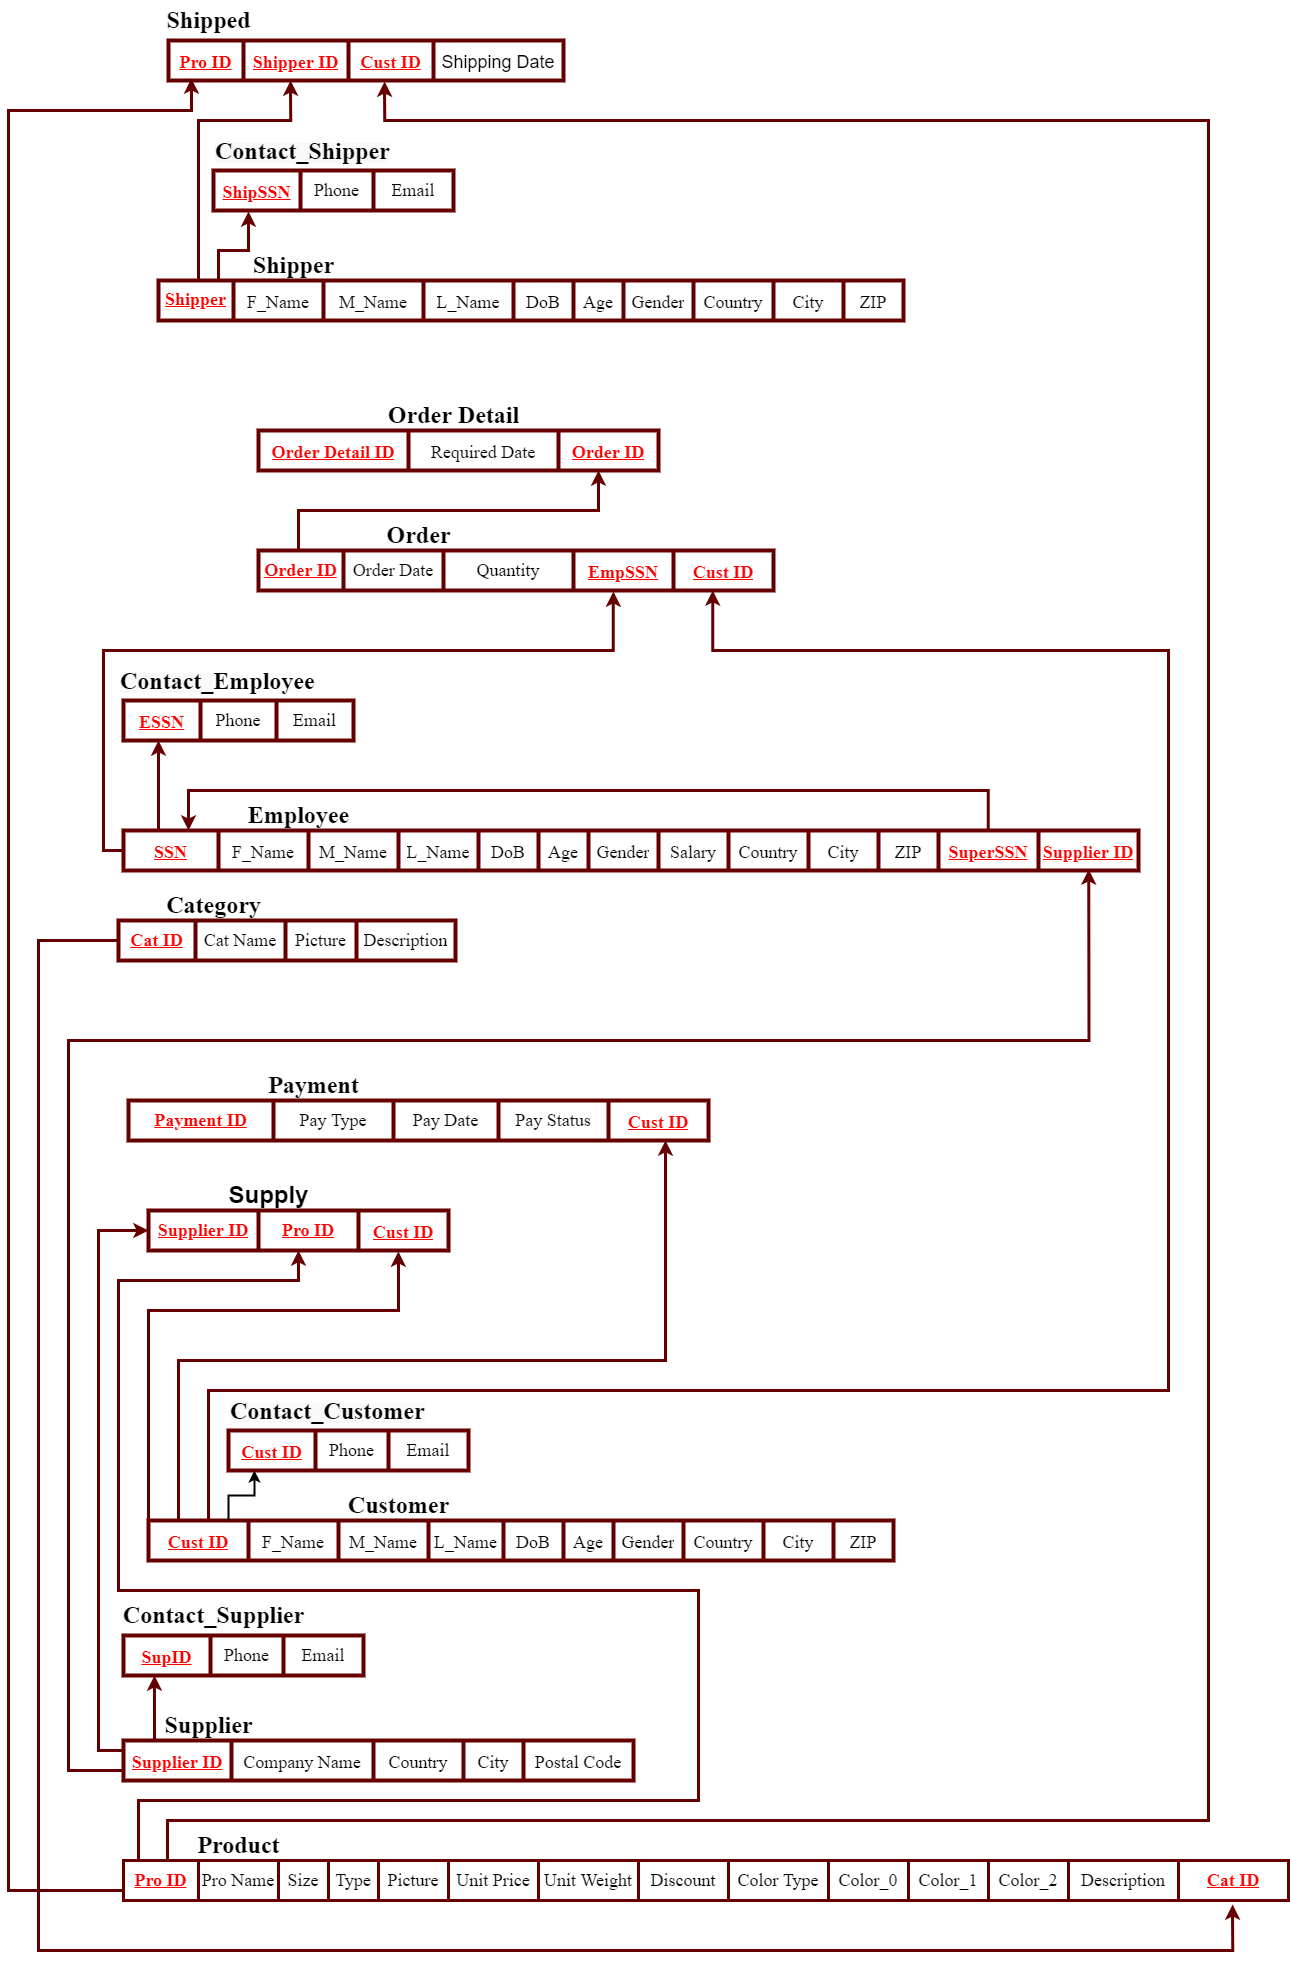 Shipped
Pro ID Shipper ID Cust ID Shipping Date
Contact_Shipper
ShipSSN Phone Email
Shipper
Shipper F_Name M_Name L_Name DoB Age Gender Country City ZIP
Order Detail
Order Detail ID Required Date Order ID
Order
Order ID Order Date Quantity EmpSSN Cust ID
Contact_Employee
ESSN Phone Email
Employee
SSN F_Name M_Name L_Name DoB Age Gender Salary Country City ZIP SuperSSN Supplier ID
Category
Cat ID Cat Name Picture Description
Payment
Payment ID Pay Type Pay Date Pay Status Cust ID
Supply
Supplier ID Pro ID Cust ID
Contact_Customer
Cust ID Phone Email
Customer
Cust ID F_Name M_Name L_Name DoB Age Gender Country City ZIP
Contact_Supplier
SupID Phone Email
Supplier
Supplier ID Company Name Country City Postal Code
Product
Pro ID Pro Name Size Type Picture Unit Price Unit Weight Discount Color Type Color_0 Color_1 Color_2 Description Cat ID